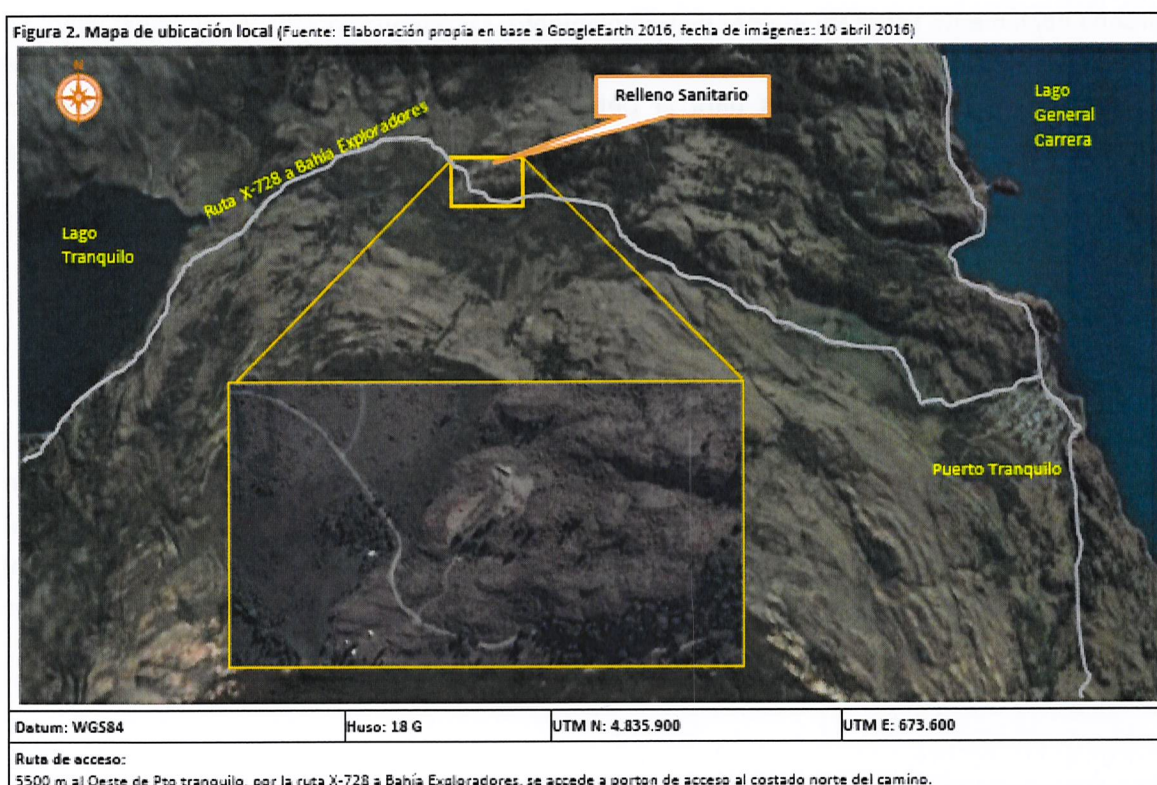 Figura 2. Mapa de ubicación local (Fuente: Elaboración propia en base a GoogleEarth 2016, fecha de imágenes: 10 abril 2016)
N
Relleno Sanitario
Lago
General
Carrera
Ruta X-728 a Bahía Exploradores
Lago
Tranquilo
Puerto Tranquilo
Datum: WGS84
Huso: 18 G
UTM N: 4.835.900
UTM E: 673.600
Ruta de acceso:
5500 m al Oeste de Pto tranquilo, por la ruta X-728 a Bahía Exploradores, se accede a porton de acceso al costado norte del camino.